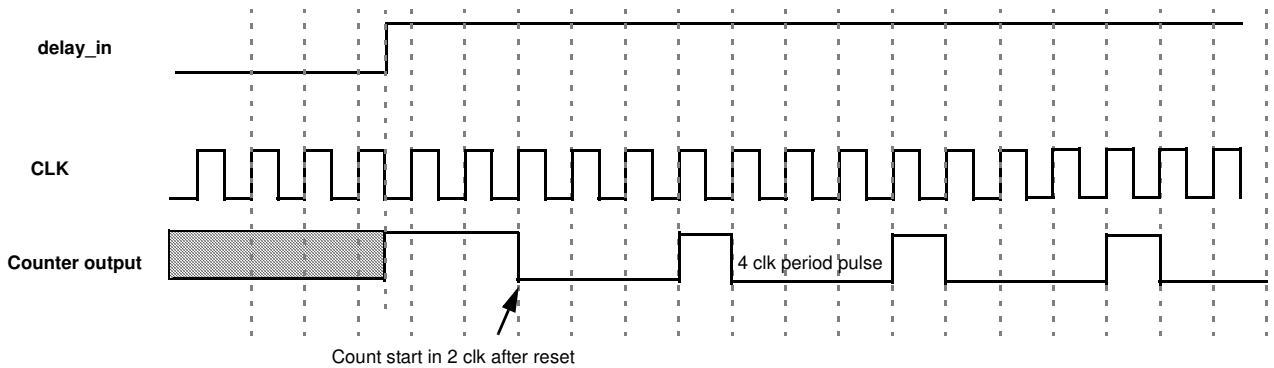 delay_in
CLK
Counter output
4 clk period pulse
Count start in 2 clk after reset